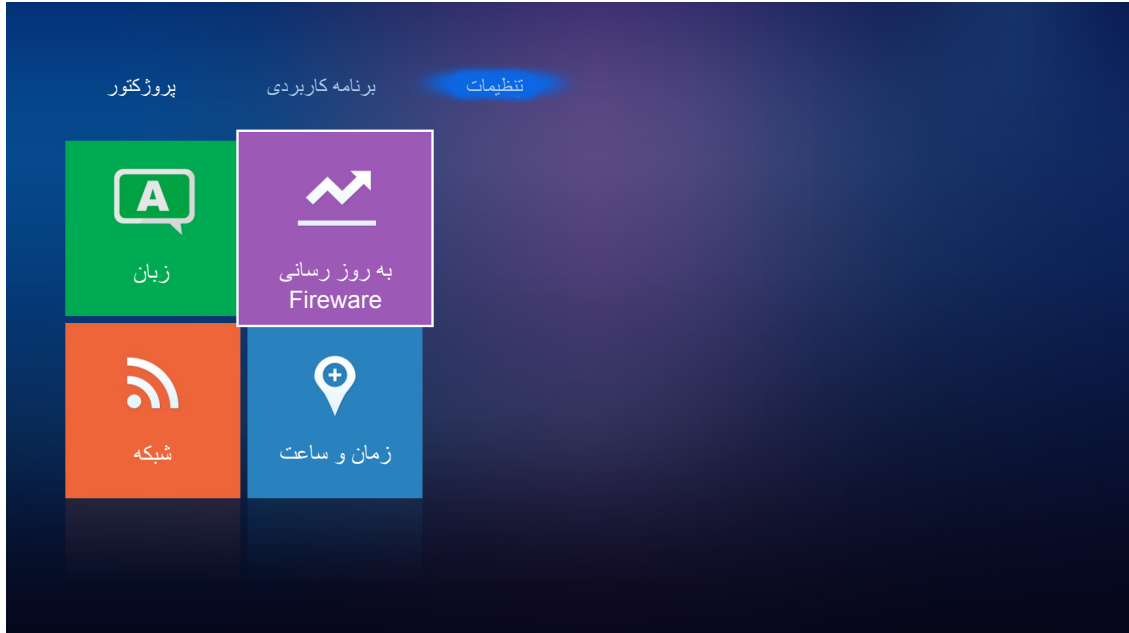 پروژکتور
برنامه کاربردی
تنظیمات
A
زبان
به روز رسانی
Fireware
شبکه
زمان و ساعت